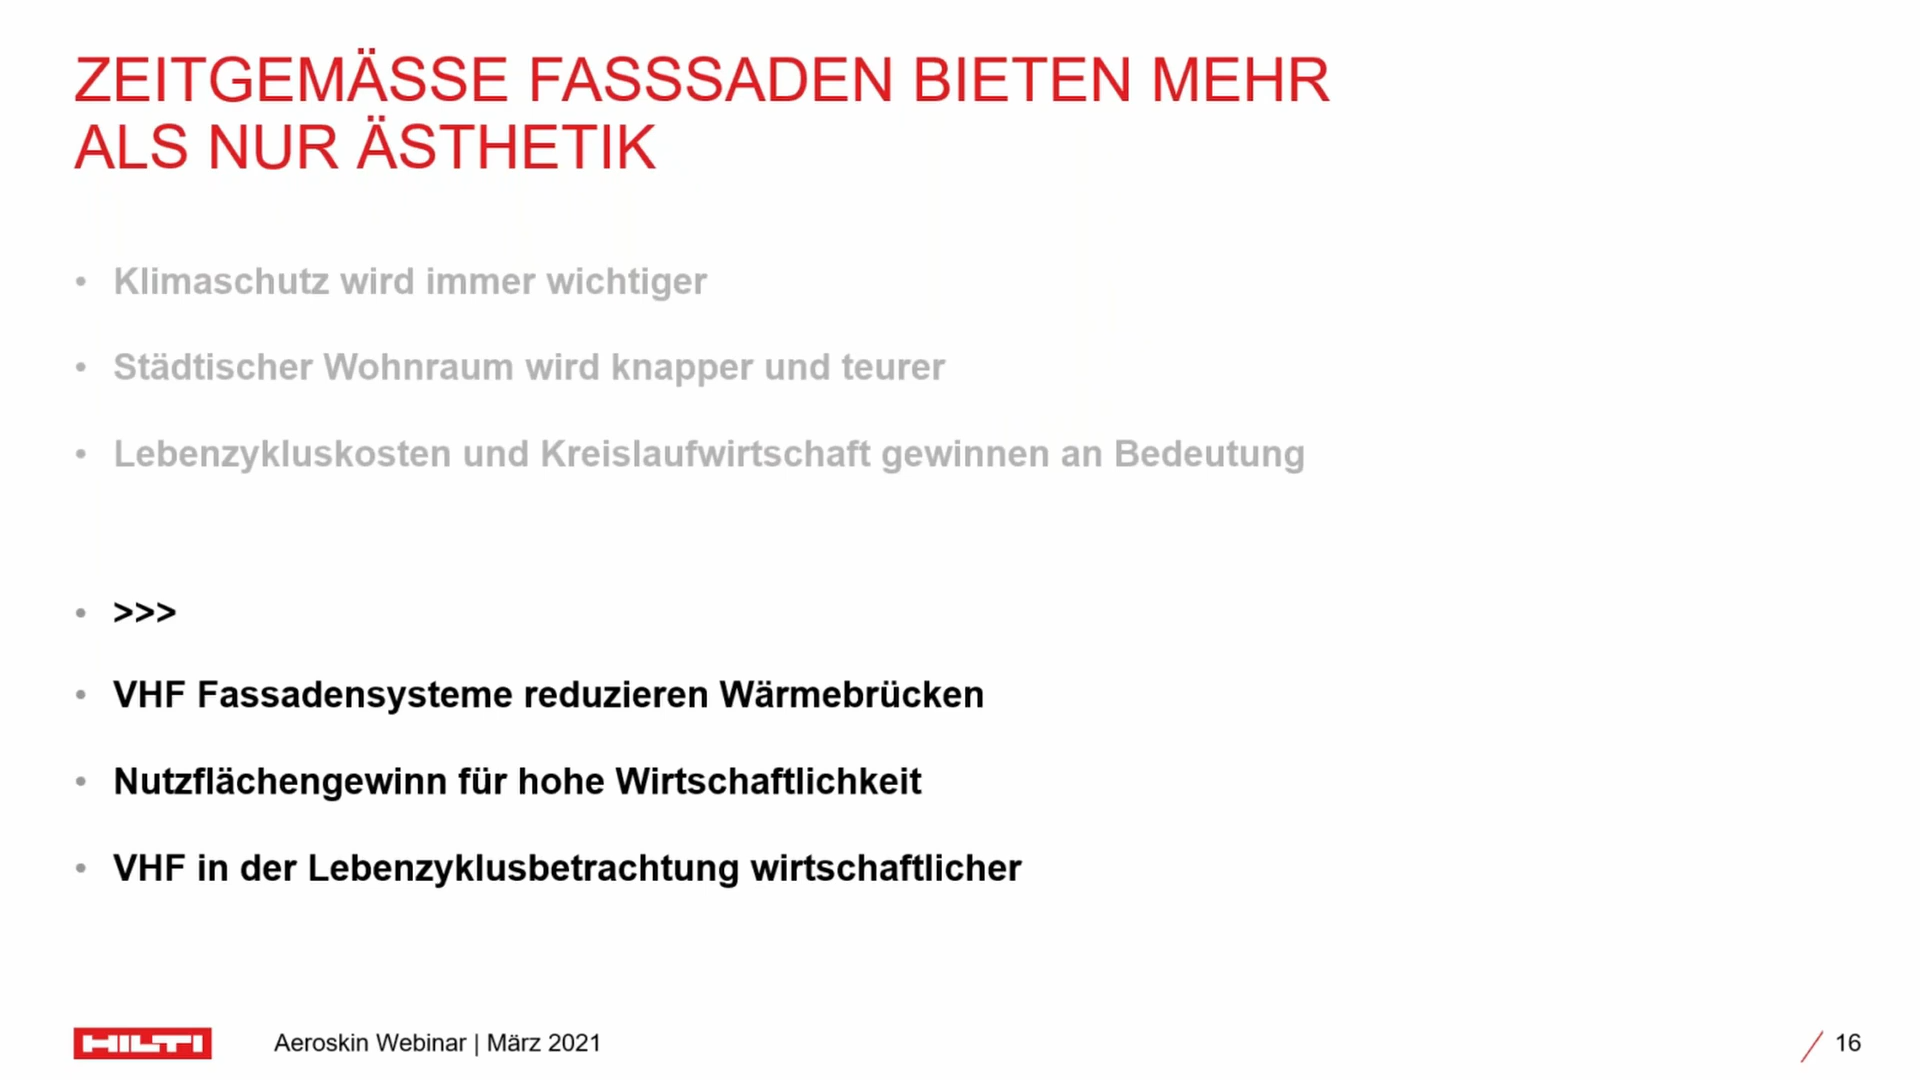 ZEITGEMÄSSE FASSSADEN BIETEN MEHR
ALS NUR ÄSTHETIK
• Klimaschutz wird immer wichtiger
• Städtischer Wohnraum wird knapper und teurer
• Lebenzykluskosten und Kreislaufwirtschaft gewinnen an Bedeutung
• >>>
• VHF Fassadensysteme reduzieren Wärmebrücken
• Nutzflächengewinn für hohe Wirtschaftlichkeit
• VHF in der Lebenzyklusbetrachtung wirtschaftlicher
HILTI Aeroskin Webinar | März 2021 / 16